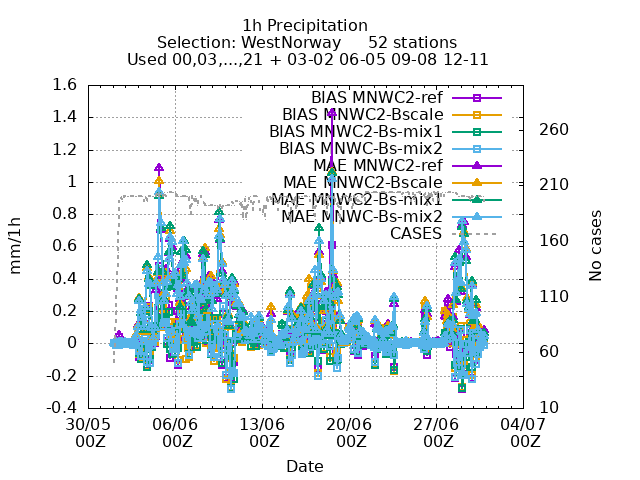 1h Precipitation
Selection: WestNorway 52 stations
Used 00,03,...,21 + 03-02 06-05 09-08 12-11
1.6
1.4
1.2
1
0.8
0.6
0.4
0.2
0
-0.2
-0.4
mm/1h
BIAS MNWC2-ref
BIAS MNWC2-Bscale
BIAS MNWC2-Bs-mix1
BIAS MNWC-Bs-mix2
MAE MNWC2-ref
MAE MNWC2-Bscale
MAE MNWC2-Bs-mix1
MAE MNWC-Bs-mix2
CASES
260
210
160
110
60
10
No cases
30/05 06/06 13/06 20/06 27/06 04/07
00Z 00Z 00Z 00Z 00Z 00Z
Date